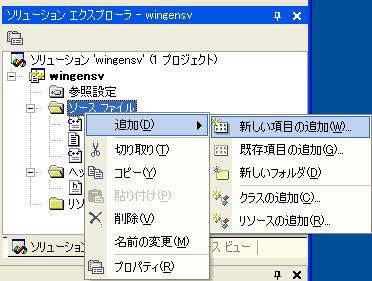 ソリューション エクスプローラ - wingensv
ソリューション 'wingensv' (1 プロジェクト)
wingensv
参照設定
ソース ファイル
追加(D)
新しい項目の追加(W)...
切り取り(T)
既存項目の追加(G)...
ヘッ
コピー(Y)
新しいフォルダ(D)
貼り付け(P)
クラスの追加(C)...
リソ
削除(V)
リソースの追加(R)...
ソリューション
名前の変更(M)
ス ビュー
プロパティ(R)